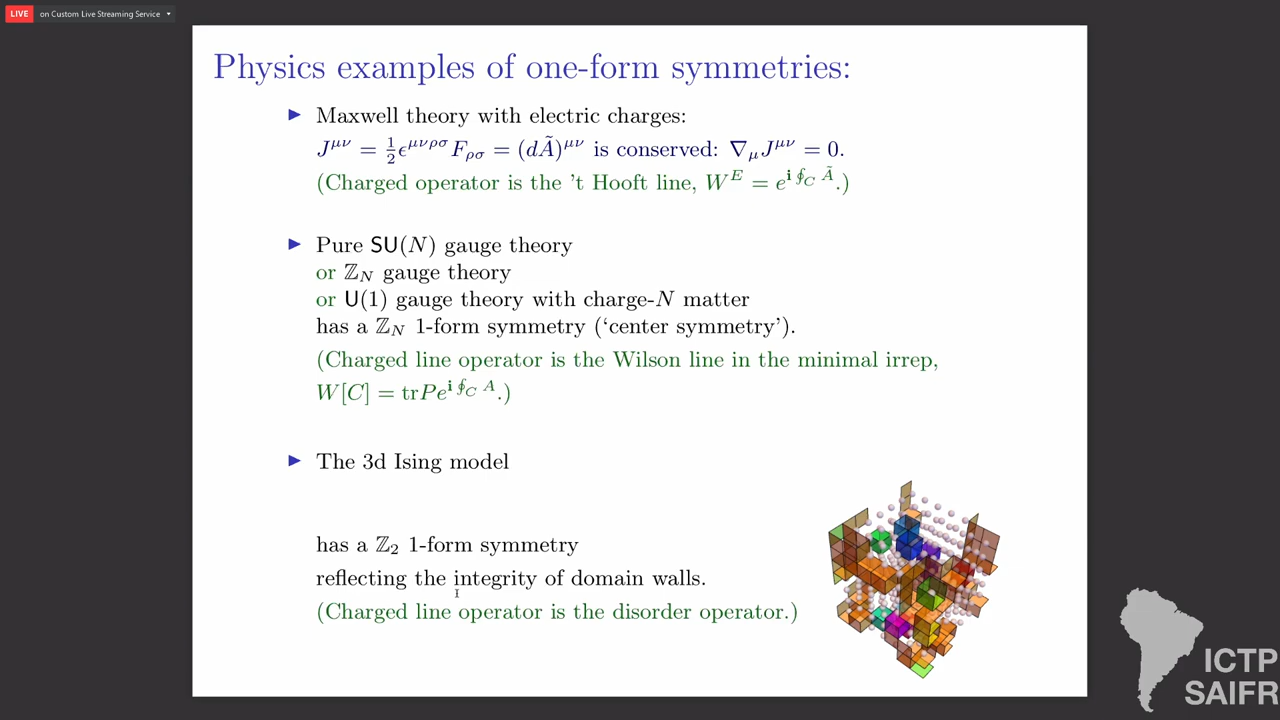 LIVE on Custom Live Streaming Service
Physics examples of one-form symmetries:
Maxwell theory with electric charges:
J^{μν} = ½ϵ^{μνρσ}F_{ρσ} = (dÃ)^{μν} is conserved: ∇_μJ^{μν} = 0.
(Charged operator is the 't Hooft line, W^E = e^{i∮_C Ã}.)
Pure SU(N) gauge theory
or ℤ_N gauge theory
or U(1) gauge theory with charge-N matter
has a ℤ_N 1-form symmetry ('center symmetry').
(Charged line operator is the Wilson line in the minimal irrep,
W[C] = trPe^{i∮_C A}.)
The 3d Ising model
has a ℤ₂ 1-form symmetry
reflecting the integrity of domain walls.
(Charged line operator is the disorder operator.)
ICTP
SAIFR